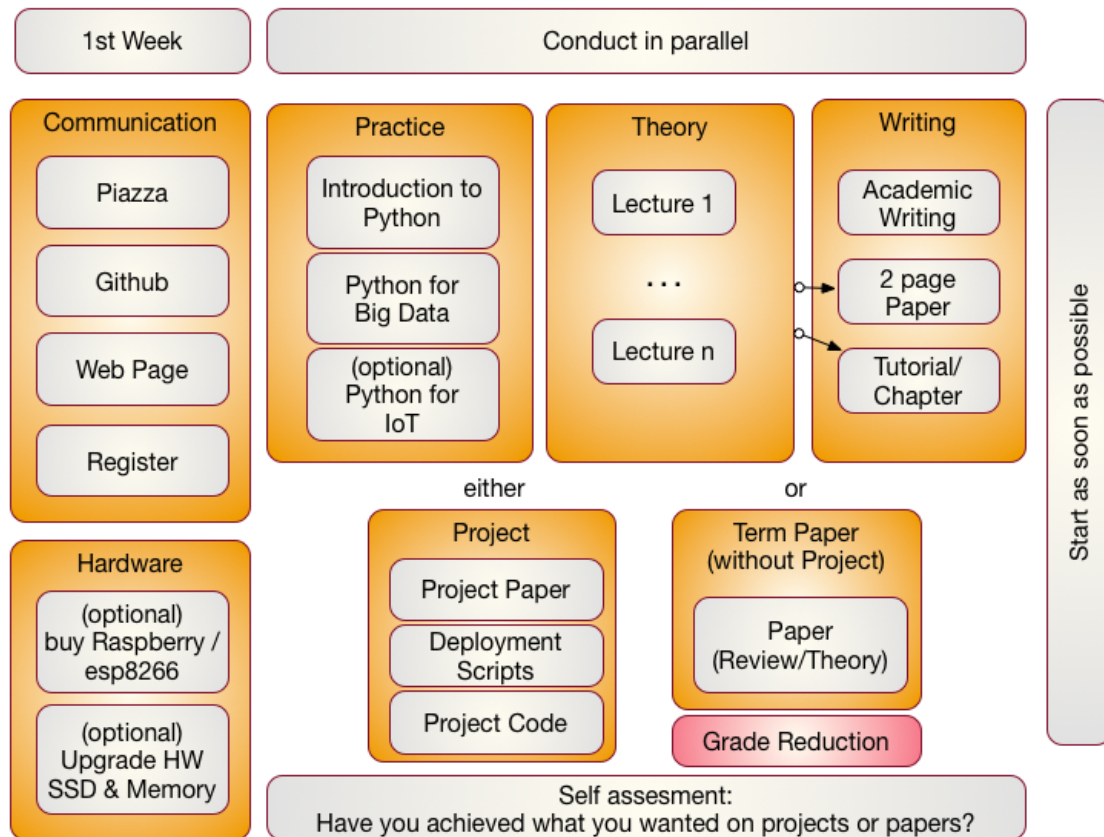 1st Week
Conduct in parallel
Communication
Piazza
Github
Web Page
Register
Hardware
(optional)
buy Raspberry /
esp8266
(optional)
Upgrade HW
SSD & Memory
Practice
Introduction to
Python
Python for
Big Data
(optional)
Python for
IoT
Theory
Lecture 1
...
Lecture n
Writing
Academic
Writing
2 page
Paper
Tutorial/
Chapter
either
or
Project
Project Paper
Deployment
Scripts
Project Code
Term Paper
(without Project)
Paper
(Review/Theory)
Grade Reduction
Self assesment:
Have you achieved what you wanted on projects or papers?
Start as soon as possible